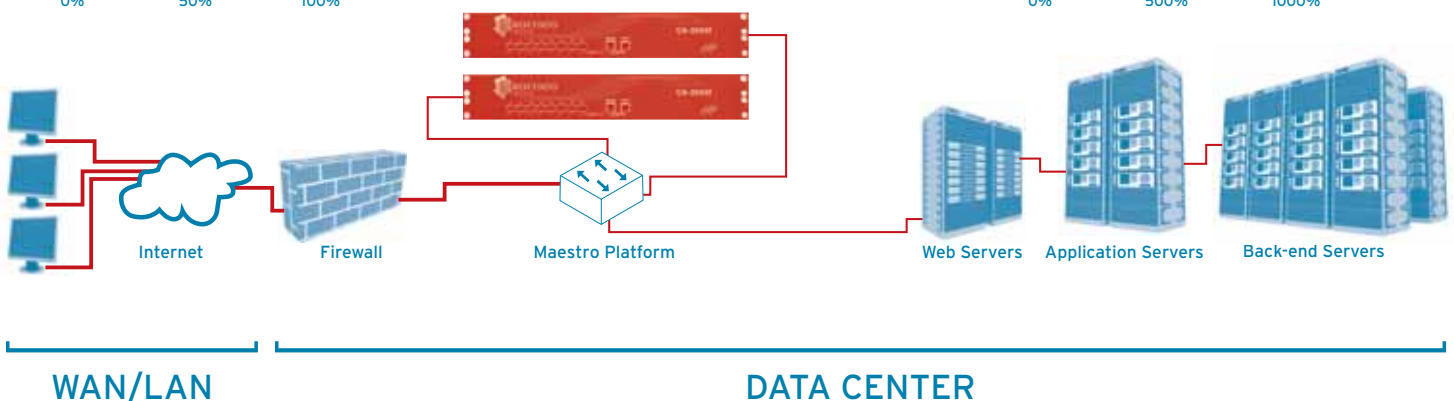 0% 50% 100% 0% 500% 1000%
Internet Firewall Maestro Platform Web Servers Application Servers Back-end Servers
WAN/LAN DATA CENTER